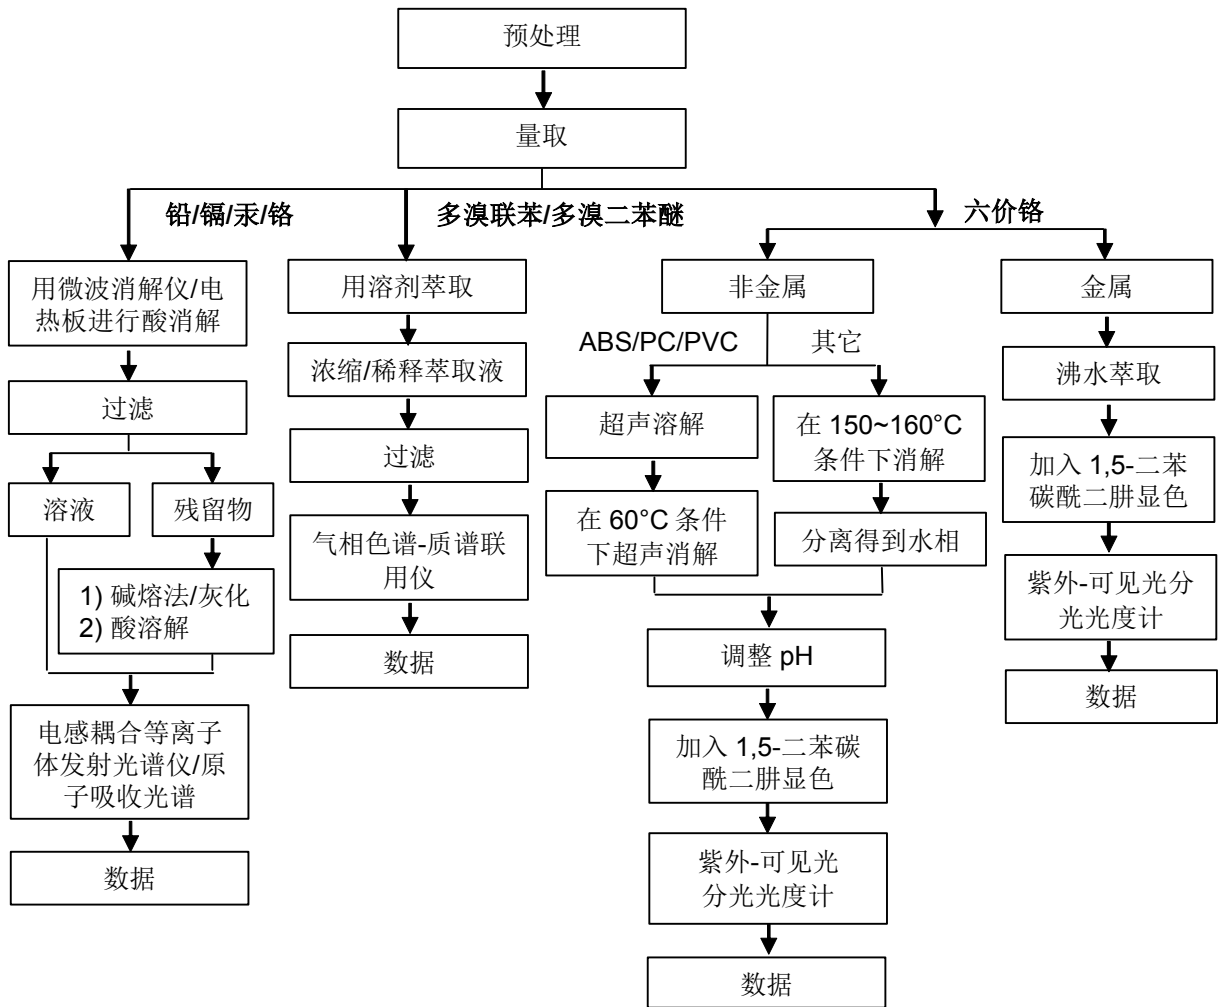 预处理
量取
铅/镉/汞/铬
多溴联苯/多溴二苯醚
六价铬
用微波消解仪/电
热板进行酸消解
过滤
溶液
残留物
1) 碱熔法/灰化
2) 酸溶解
电感耦合等离子
体发射光谱仪/原
子吸收光谱
数据
用溶剂萃取
浓缩/稀释萃取液
过滤
气相色谱-质谱联
用仪
数据
非金属
ABS/PC/PVC
其它
超声溶解
在 60°C 条件
下超声消解
在 150~160°C
条件下消解
分离得到水相
调整 pH
加入 1,5-二苯碳
酰二肼显色
紫外-可见光
分光光度计
数据
金属
沸水萃取
加入 1,5-二苯
碳酰二肼显色
紫外-可见光分
光光度计
数据